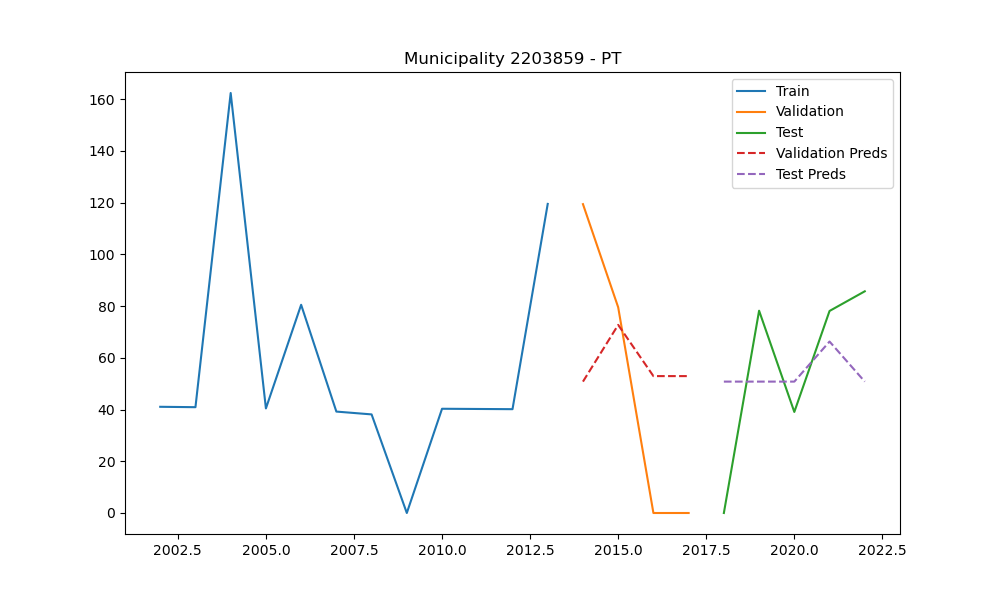 Municipality 2203859 - PT
Train
Validation
Test
Validation Preds
Test Preds
160
140
120
100
80
60
40
20
0
2002.5 2005.0 2007.5 2010.0 2012.5 2015.0 2017.5 2020.0 2022.5